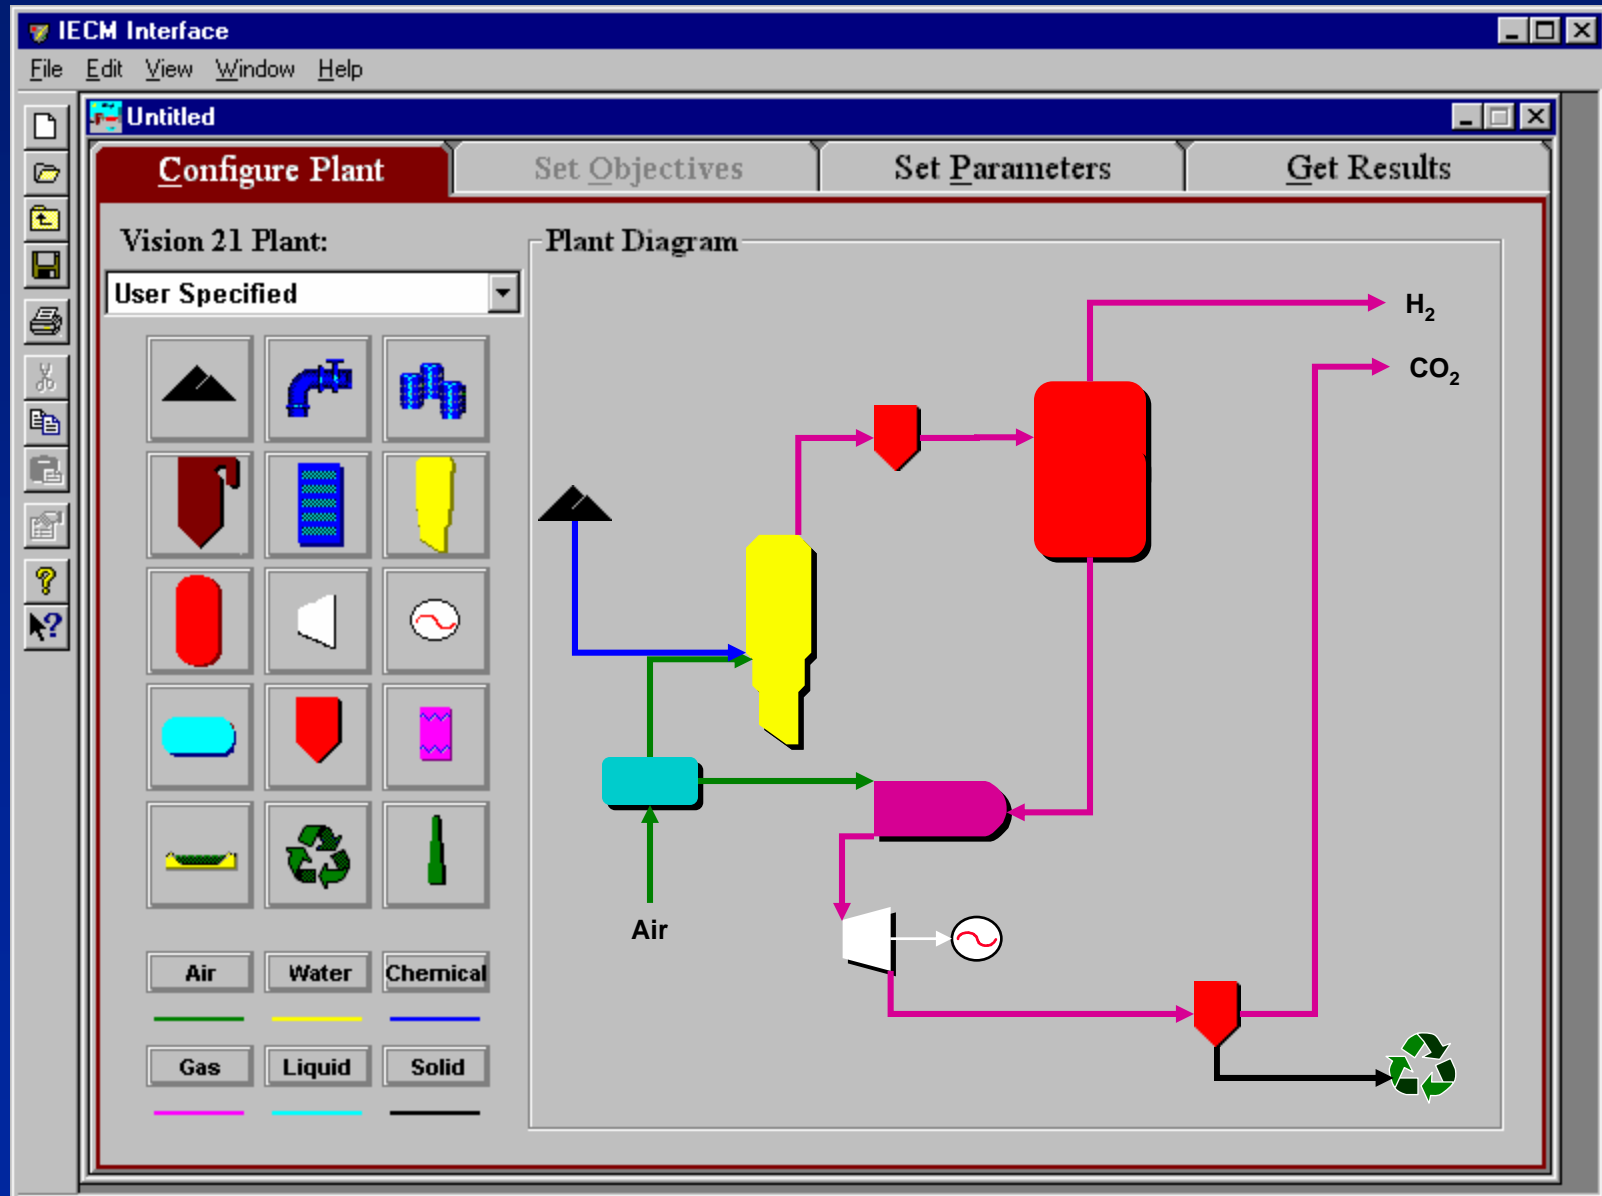 IECM Interface
File Edit View Window Help
Untitled
Configure Plant Set Objectives Set Parameters Get Results
Vision 21 Plant:
Plant Diagram
User Specified
H2
CO2
Air
Air Water Chemical
Gas Liquid Solid